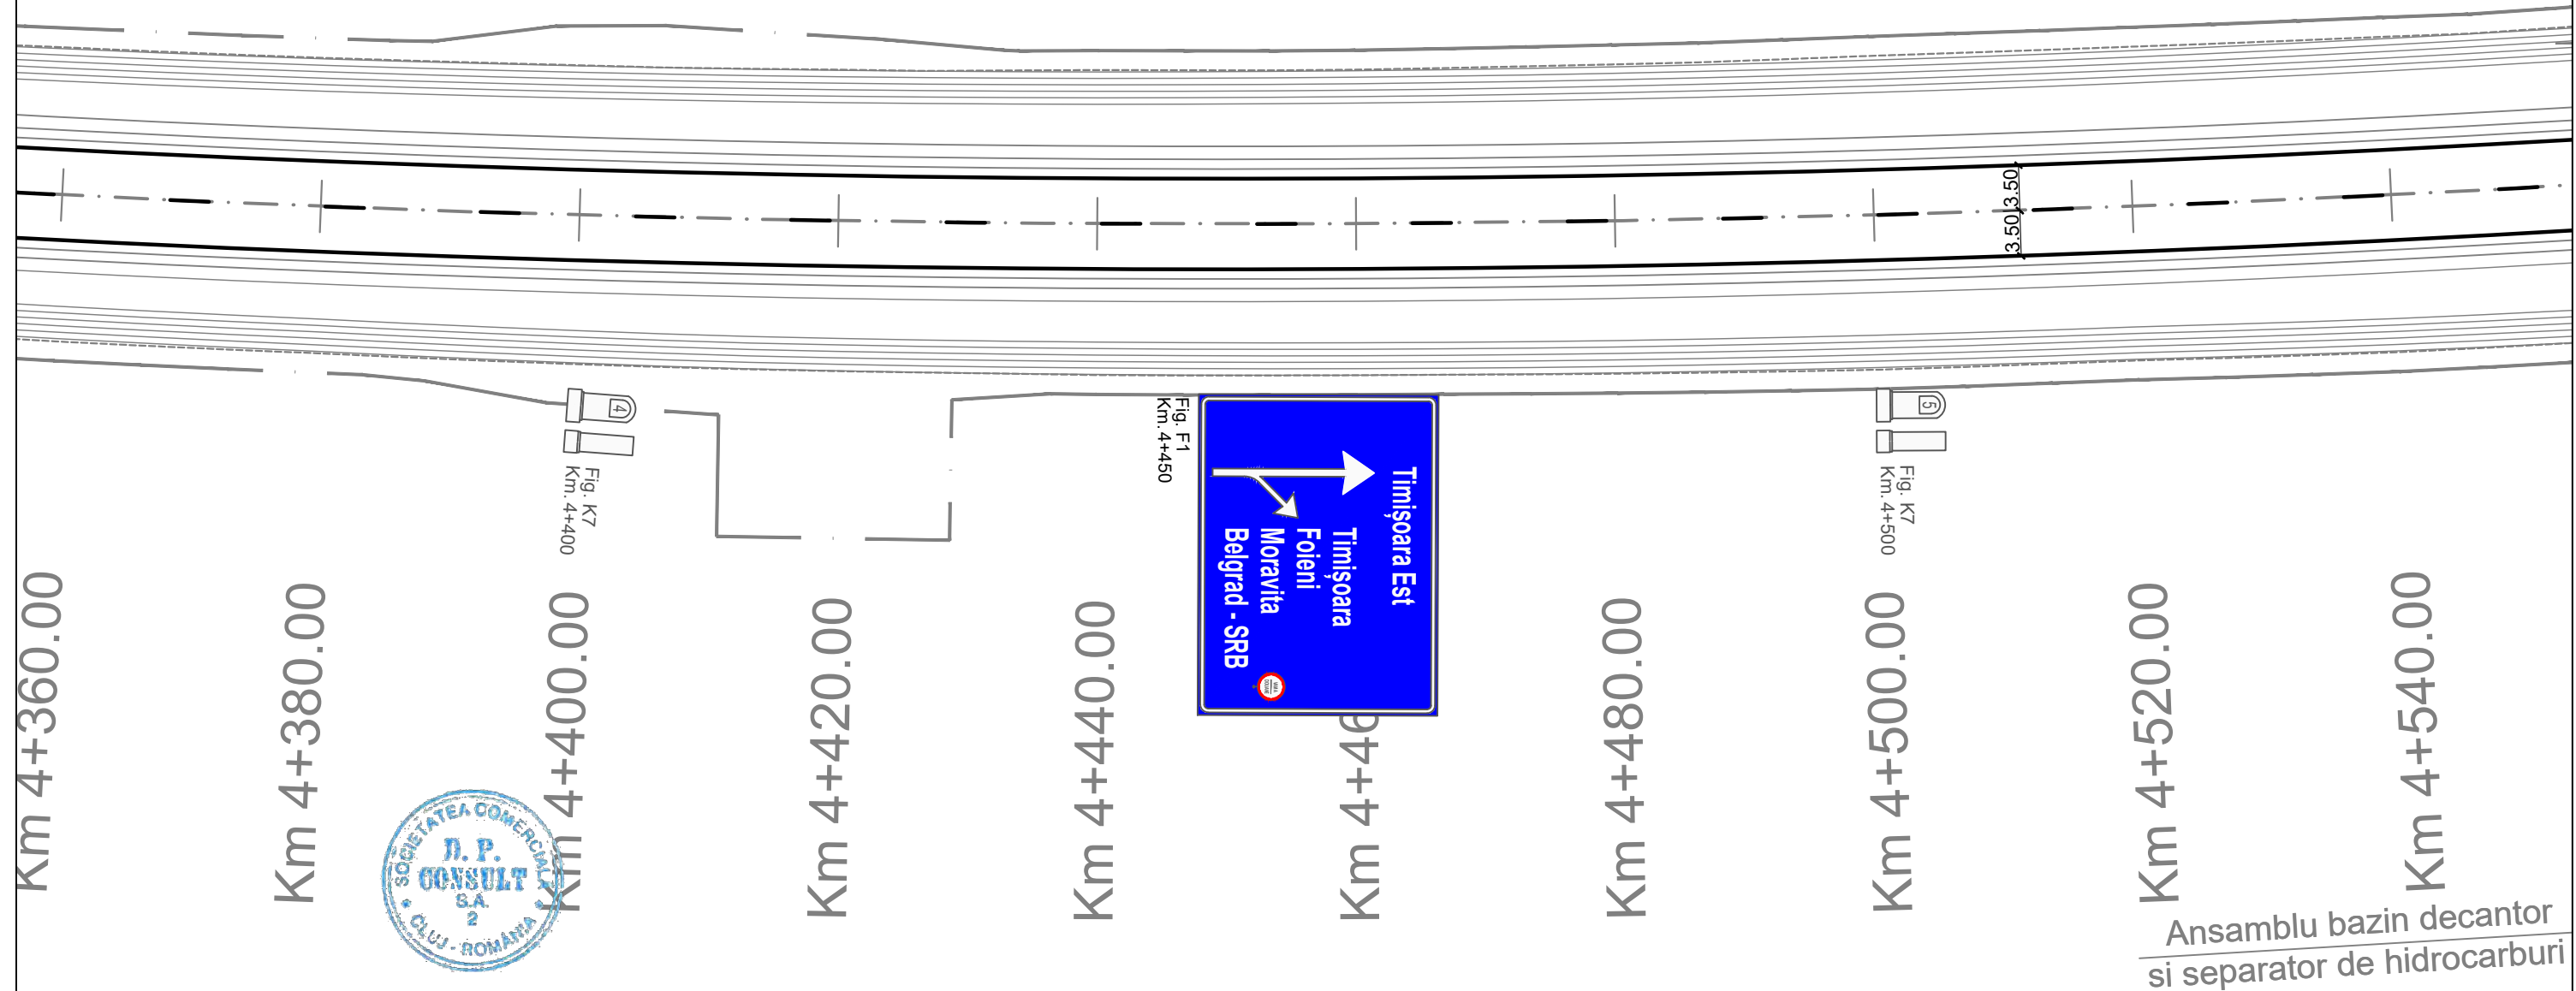 3.50
3.50
4
Fig. K7
Km. 4+400
Fig. F1
Km. 4+450
Timișoara Est
Timișoara
Foieni
Moravita
Belgrad - SRB
5
Fig. K7
Km. 4+500
Km 4+360.00
Km 4+380.00
Km 4+400.00
Km 4+420.00
Km 4+440.00
Km 4+46
Km 4+480.00
Km 4+500.00
Km 4+520.00
Km 4+540.00
SOCIETATEA COMERCIALA
D. P.
CONSULT
S.A.
2
CLUJ - ROMÂNIA
Ansamblu bazin decantor
si separator de hidrocarburi